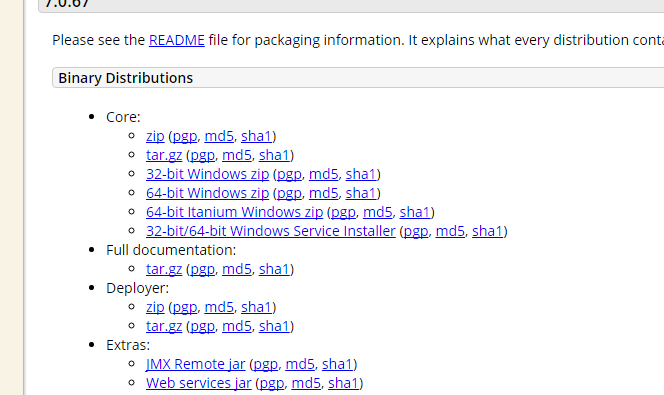 7.0.67
Please see the README file for packaging information. It explains what every distribution
Binary Distributions
Core:
zip (pgp, md5, sha1)
tar.gz (pgp, md5, sha1)
32-bit Windows zip (pgp, md5, sha1)
64-bit Windows zip (pgp, md5, sha1)
64-bit Itanium Windows zip (pgp, md5, sha1)
32-bit/64-bit Windows Service Installer (pgp, md5, sha1)
Full documentation:
tar.gz (pgp, md5, sha1)
Deployer:
zip (pgp, md5, sha1)
tar.gz (pgp, md5, sha1)
Extras:
JMX Remote jar (pgp, md5, sha1)
Web services jar (pgp, md5, sha1)